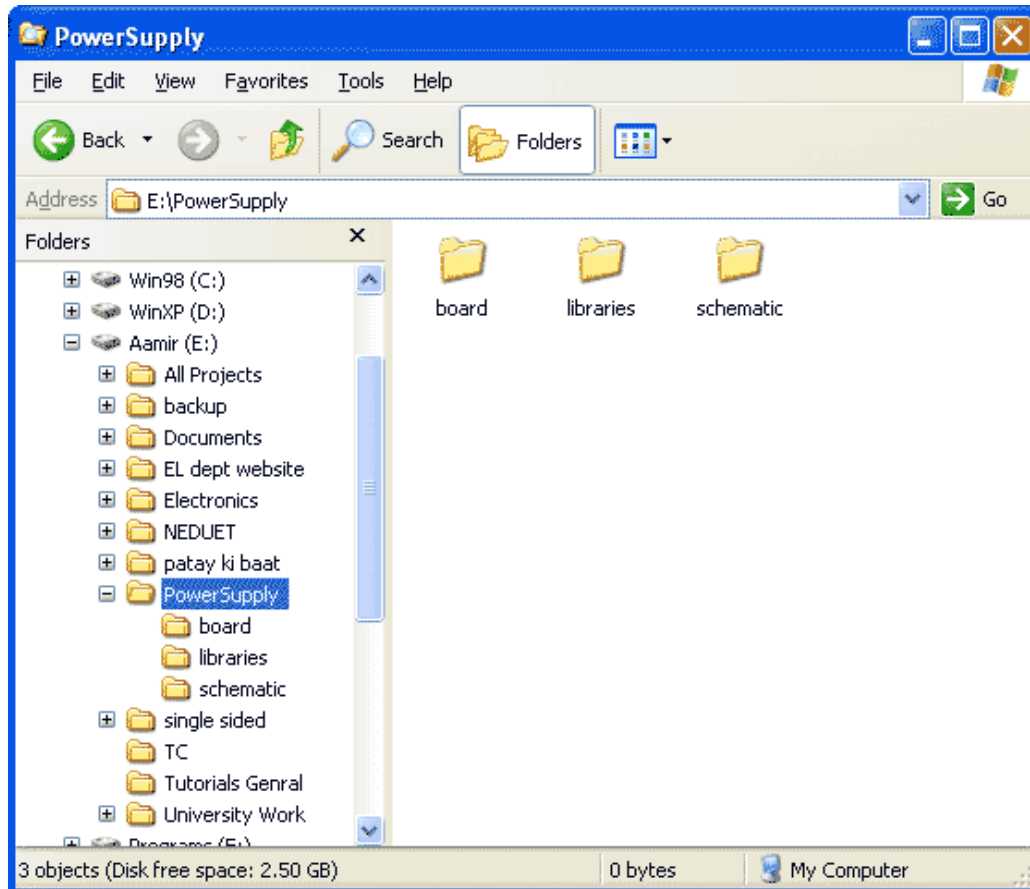 PowerSupply
File Edit View Favorites Tools Help
Back Search Folders
Address E:\PowerSupply Go
Folders
Win98 (C:)
WinXP (D:)
Aamir (E:)
All Projects
backup
Documents
EL dept website
Electronics
NEDUET
patay ki baat
PowerSupply
board
libraries
schematic
single sided
TC
Tutorials Genral
University Work
Programs (F:)
board libraries schematic
3 objects (Disk free space: 2.50 GB) 0 bytes My Computer